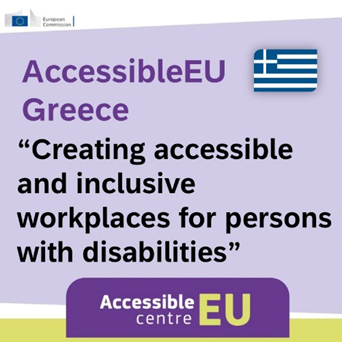 European
Commission
AccessibleEU
Greece
“Creating accessible
and inclusive
workplaces for persons
with disabilities”
Accessible EU
centre